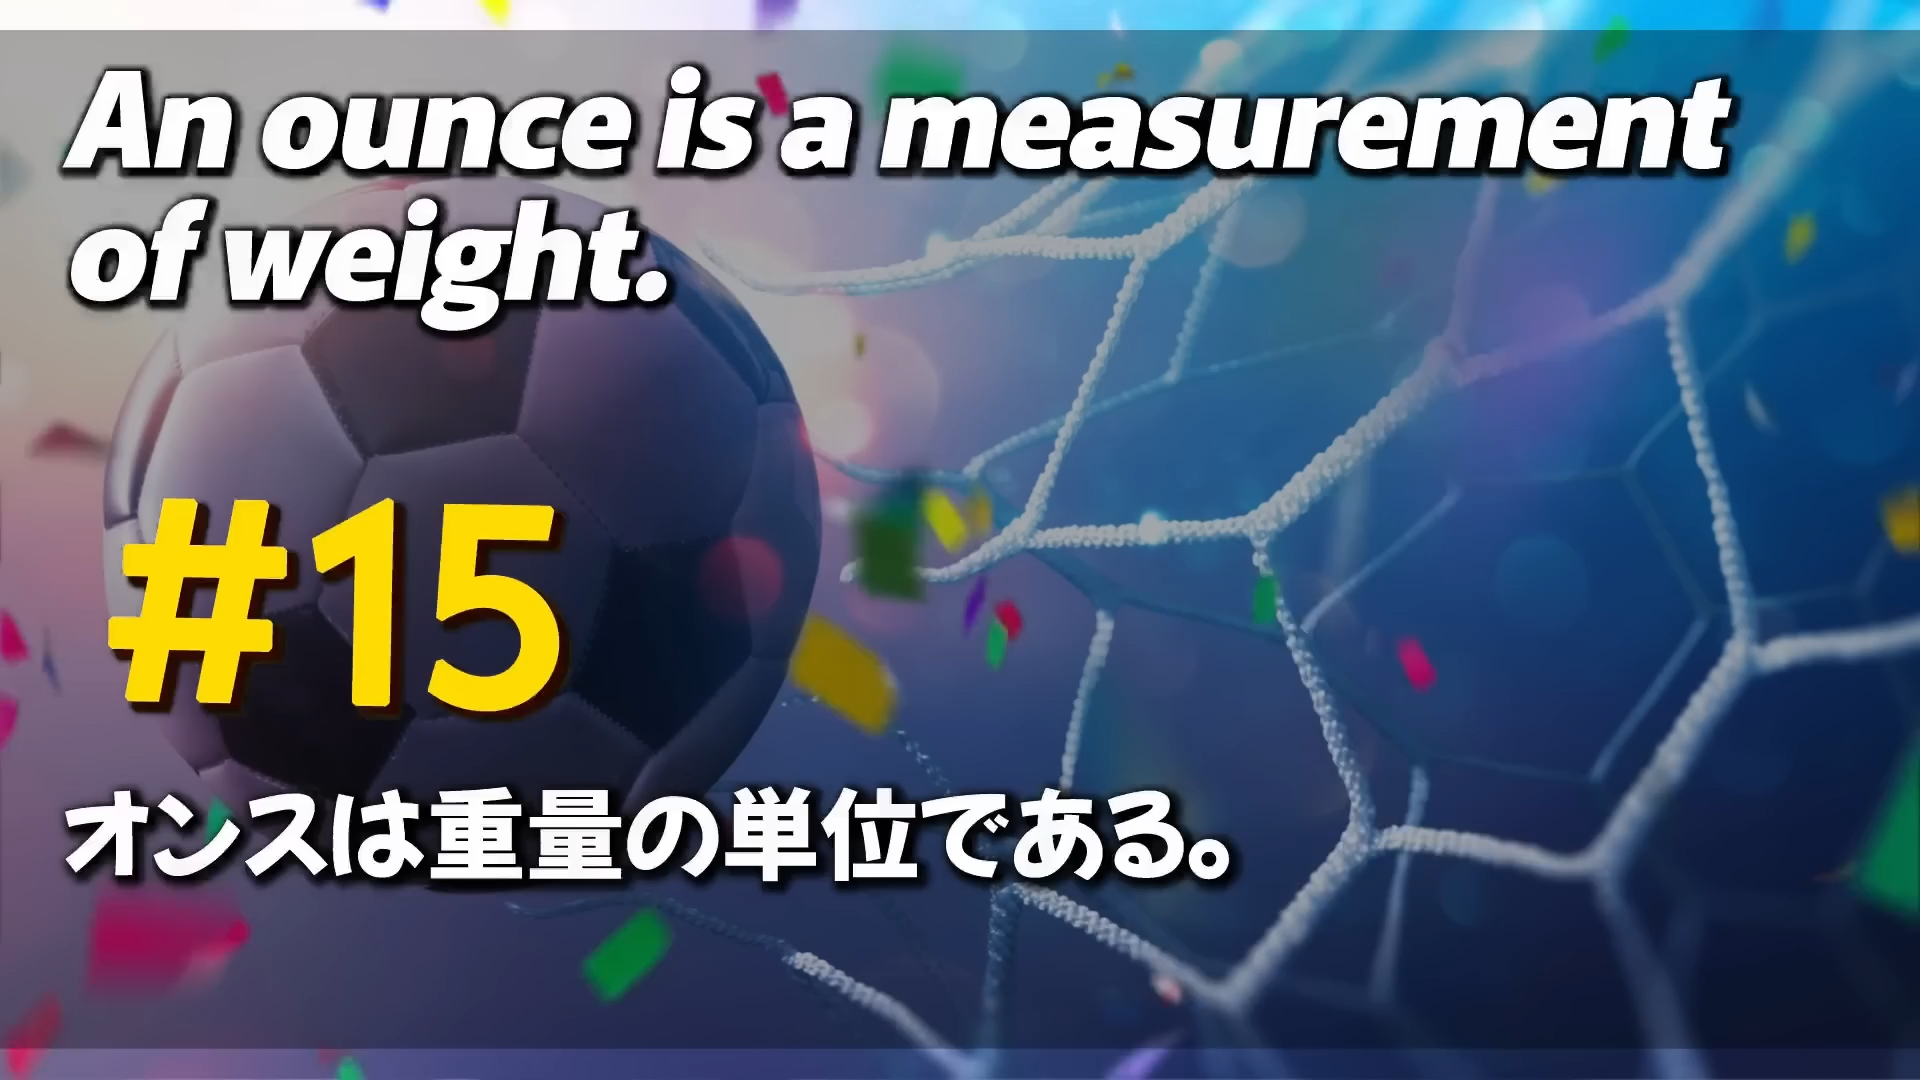 An ounce is a measurement
of weight.
#15
オンスは重量の単位である。